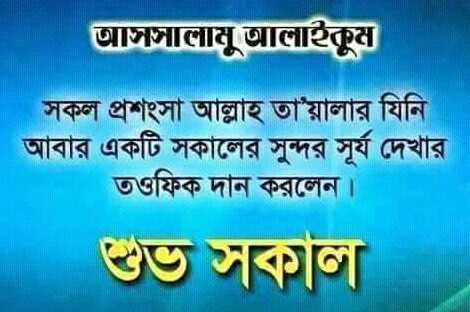 আসসালামু আলাইকুম
সকল প্রশংসা আল্লাহ তা'য়ালার যিনি
আবার একটি সকালের সুন্দর সূর্য দেখার
তওফিক দান করলেন।
শুভ সকাল